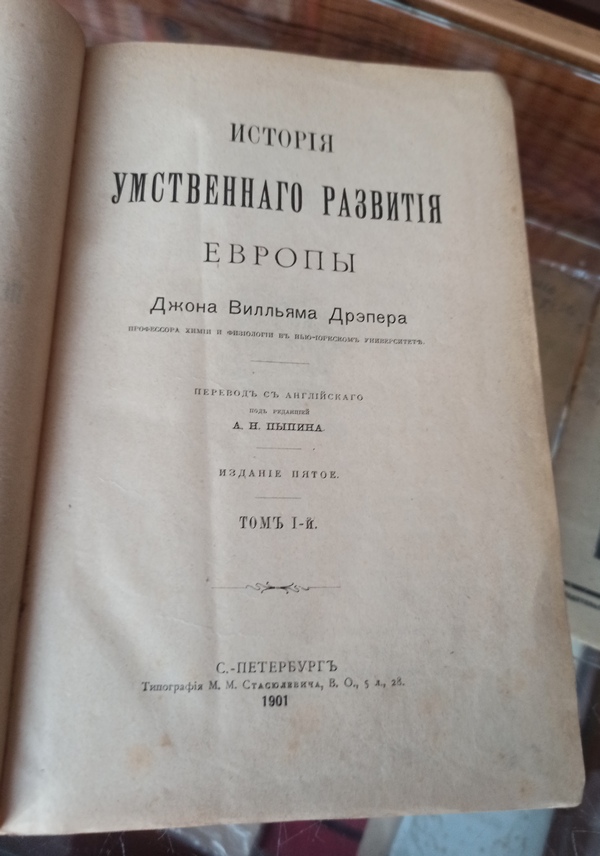 ИСТОРІЯ
УМСТВЕННАГО РАЗВИТІЯ
ЕВРОПЫ
Джона Вилльяма Дрэпера
ПРОФЕССОРА ХИМІИ И ФИЗІОЛОГІИ ВЪ НЬЮ-ІОРКСКОМЪ УНИВЕРСИТЕТѢ.
ПЕРЕВОДЪ СЪ АНГЛІЙСКАГО
ПОДЪ РЕДАКЦІЕЙ
А. Н. ПЫПИНА.
ИЗДАНІЕ ПЯТОЕ.
ТОМЪ I-й.
С.-ПЕТЕРБУРГЪ
Типографія М. М. Стасюлевича, В. О., 5 л., 28.
1901